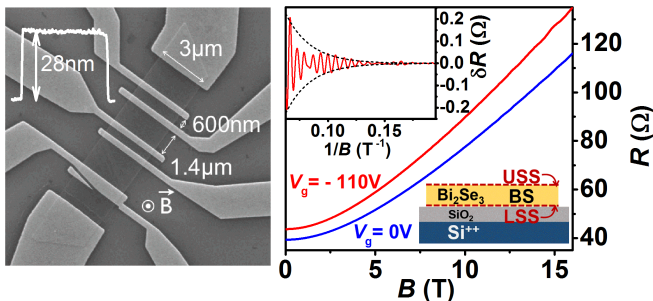 28nm
3μm
600nm
1.4μm
B
0.2
0.1
0.0
-0.1
-0.2
δR (Ω)
0.10
0.15
1/B (T⁻¹)
120
100
80
60
40
R (Ω)
V_g = - 110V
V_g = 0V
USS
Bi₂Se₃ BS
SiO₂ LSS
Si⁺⁺
0
5
10
15
B (T)